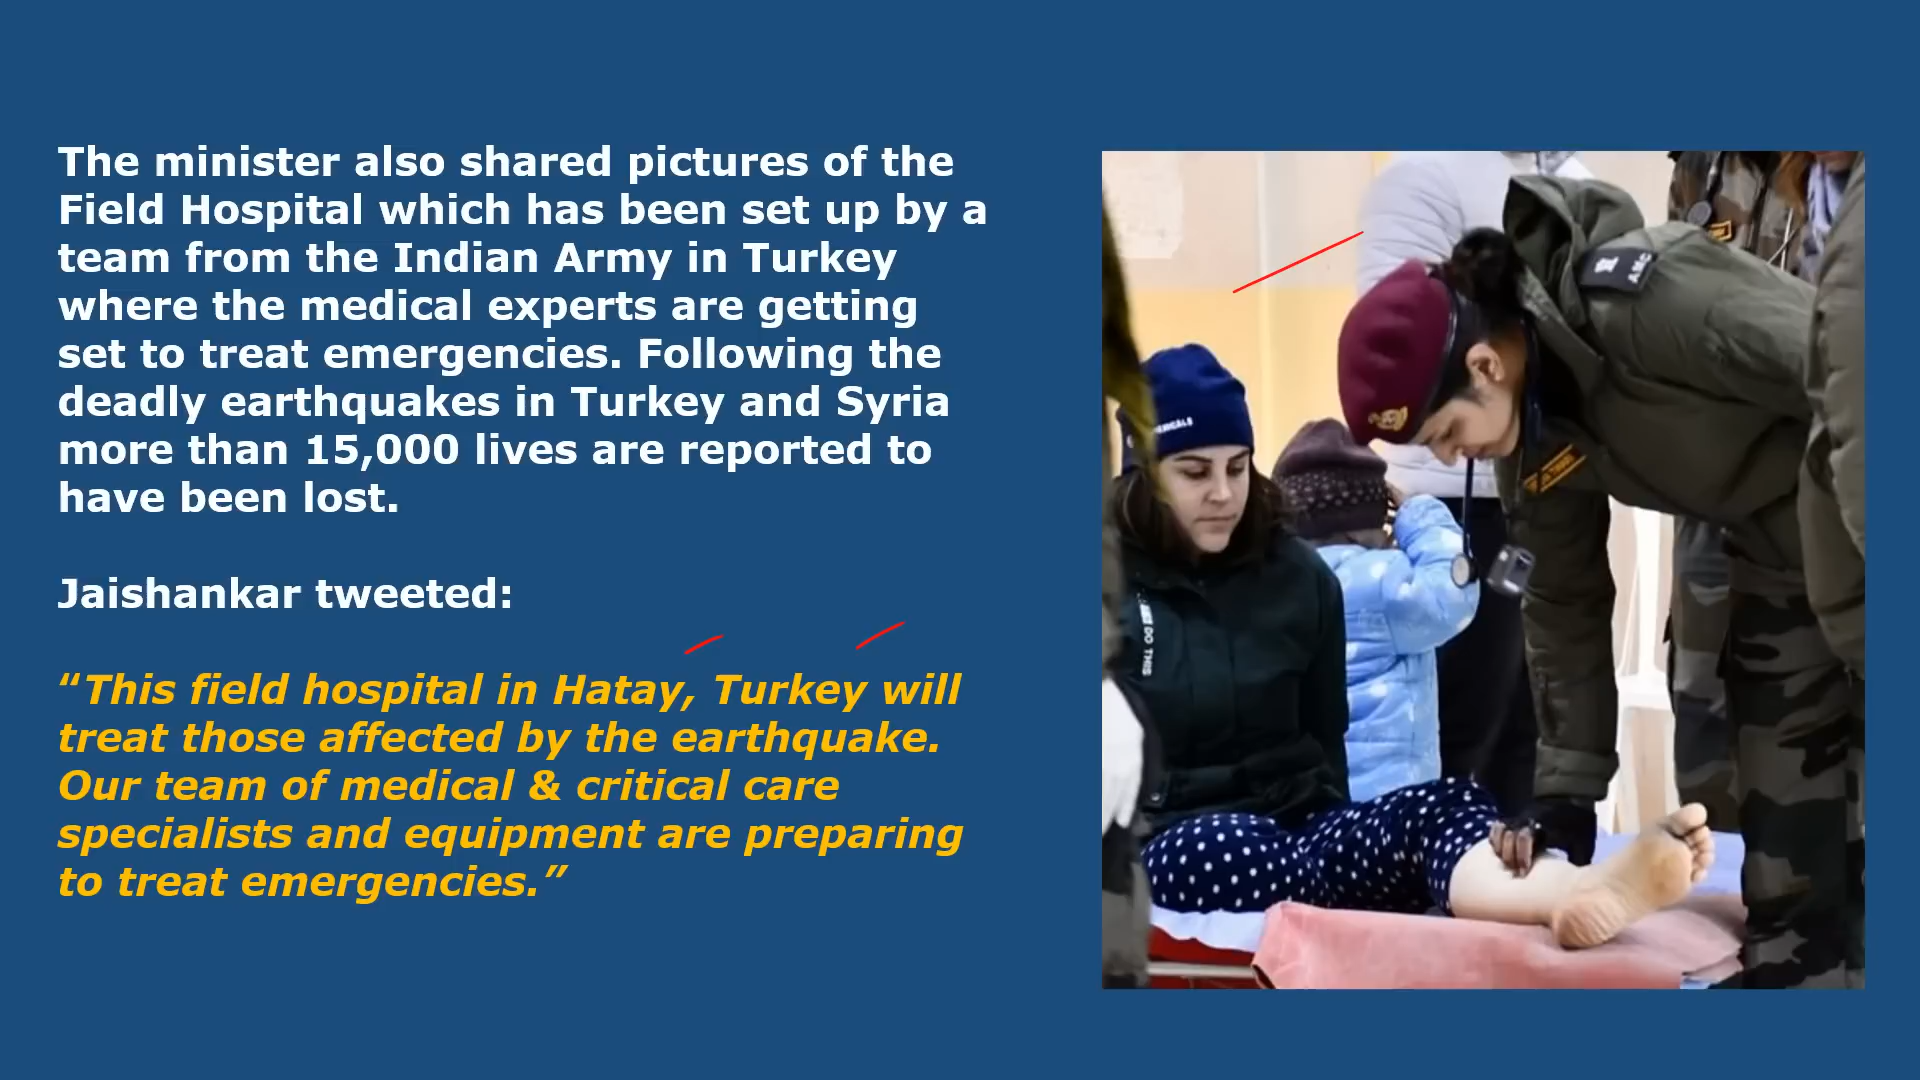 The minister also shared pictures of the
Field Hospital which has been set up by a
team from the Indian Army in Turkey
where the medical experts are getting
set to treat emergencies. Following the
deadly earthquakes in Turkey and Syria
more than 15,000 lives are reported to
have been lost.
Jaishankar tweeted:
“This field hospital in Hatay, Turkey will
treat those affected by the earthquake.
Our team of medical & critical care
specialists and equipment are preparing
to treat emergencies.”
AMC
DO THIS